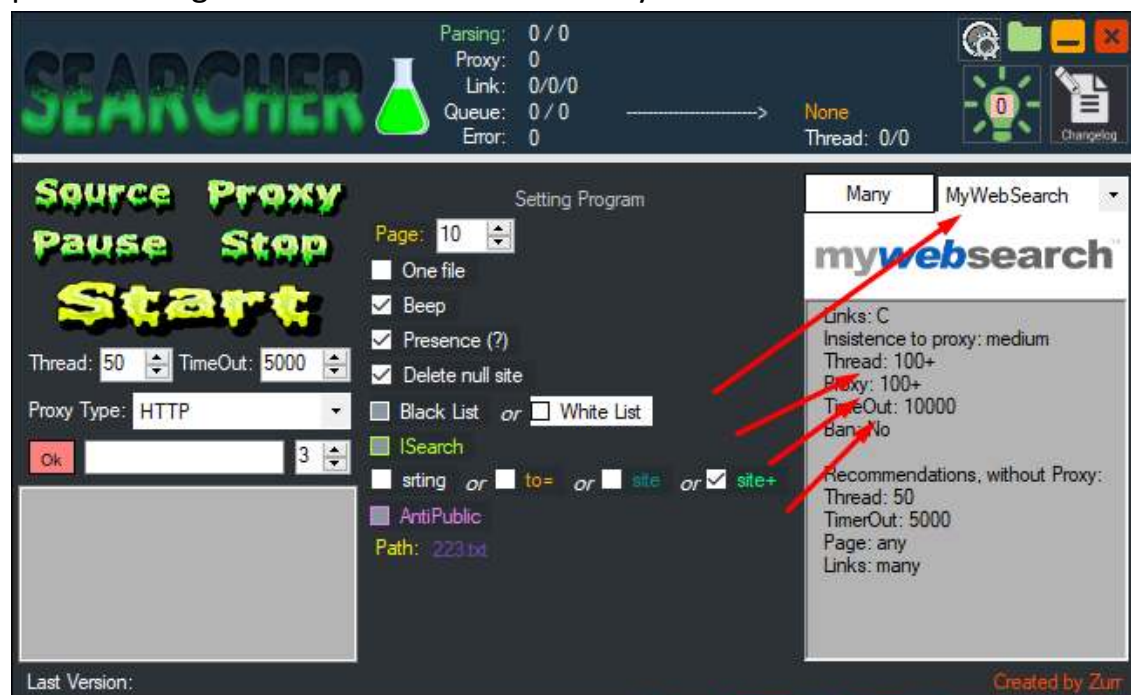 SEARCHER
Parsing: 0 / 0
Proxy: 0
Link: 0/0/0
Queue: 0 / 0 ---------------------->
Error: 0
None
Thread: 0/0
0
Changelog
Source Proxy
Pause Stop
Start
Thread: 50 TimeOut: 5000
Proxy Type: HTTP
Ok 3
Setting Program
Page: 10
One file
Beep
Presence (?)
Delete null site
Black List or White List
ISearch
srting or to= or site or site+
AntiPublic
Path: 223.txt
Many MyWebSearch
mywebsearch
Links: C
Insistence to proxy: medium
Thread: 100+
Proxy: 100+
TimeOut: 10000
Ban: No
Recommendations, without Proxy:
Thread: 50
TimerOut: 5000
Page: any
Links: many
Last Version:
Created by Zurr